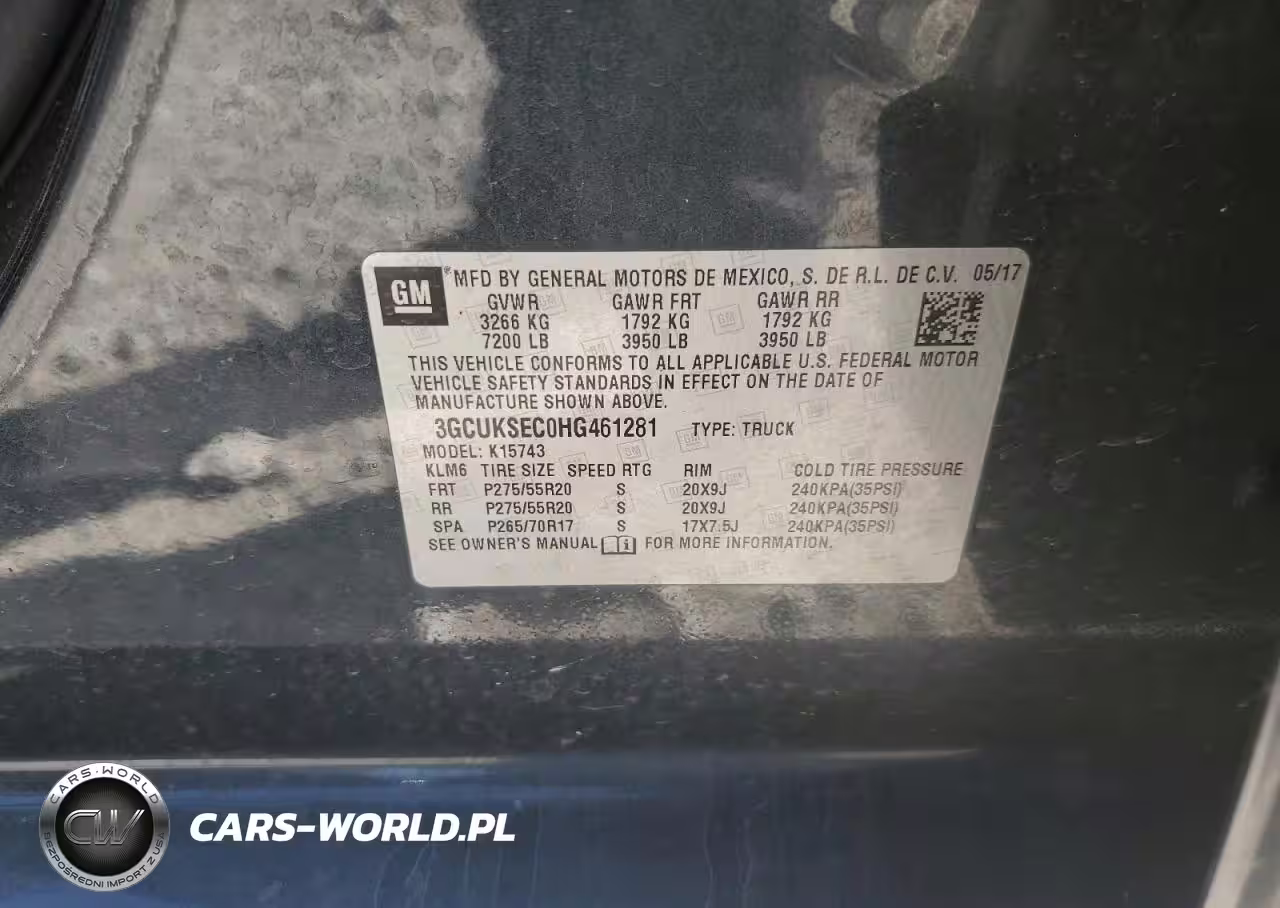 GM
® MFD BY GENERAL MOTORS DE MEXICO, S. DE R.L. DE C.V. 05/17
GVWR GAWR FRT GAWR RR
3266 KG 1792 KG 1792 KG
7200 LB 3950 LB 3950 LB
THIS VEHICLE CONFORMS TO ALL APPLICABLE U.S. FEDERAL MOTOR
VEHICLE SAFETY STANDARDS IN EFFECT ON THE DATE OF
MANUFACTURE SHOWN ABOVE.
3GCUKSEC0HG461281 TYPE: TRUCK
MODEL: K15743
KLM6 TIRE SIZE SPEED RTG RIM COLD TIRE PRESSURE
FRT P275/55R20 S 20X9J 240KPA(35PSI)
RR P275/55R20 S 20X9J 240KPA(35PSI)
SPA P265/70R17 S 17X7.5J 240KPA(35PSI)
SEE OWNER'S MANUAL FOR MORE INFORMATION.
CARS-WORLD
CW
BEZPOŚREDNI IMPORT Z USA
CARS-WORLD.PL